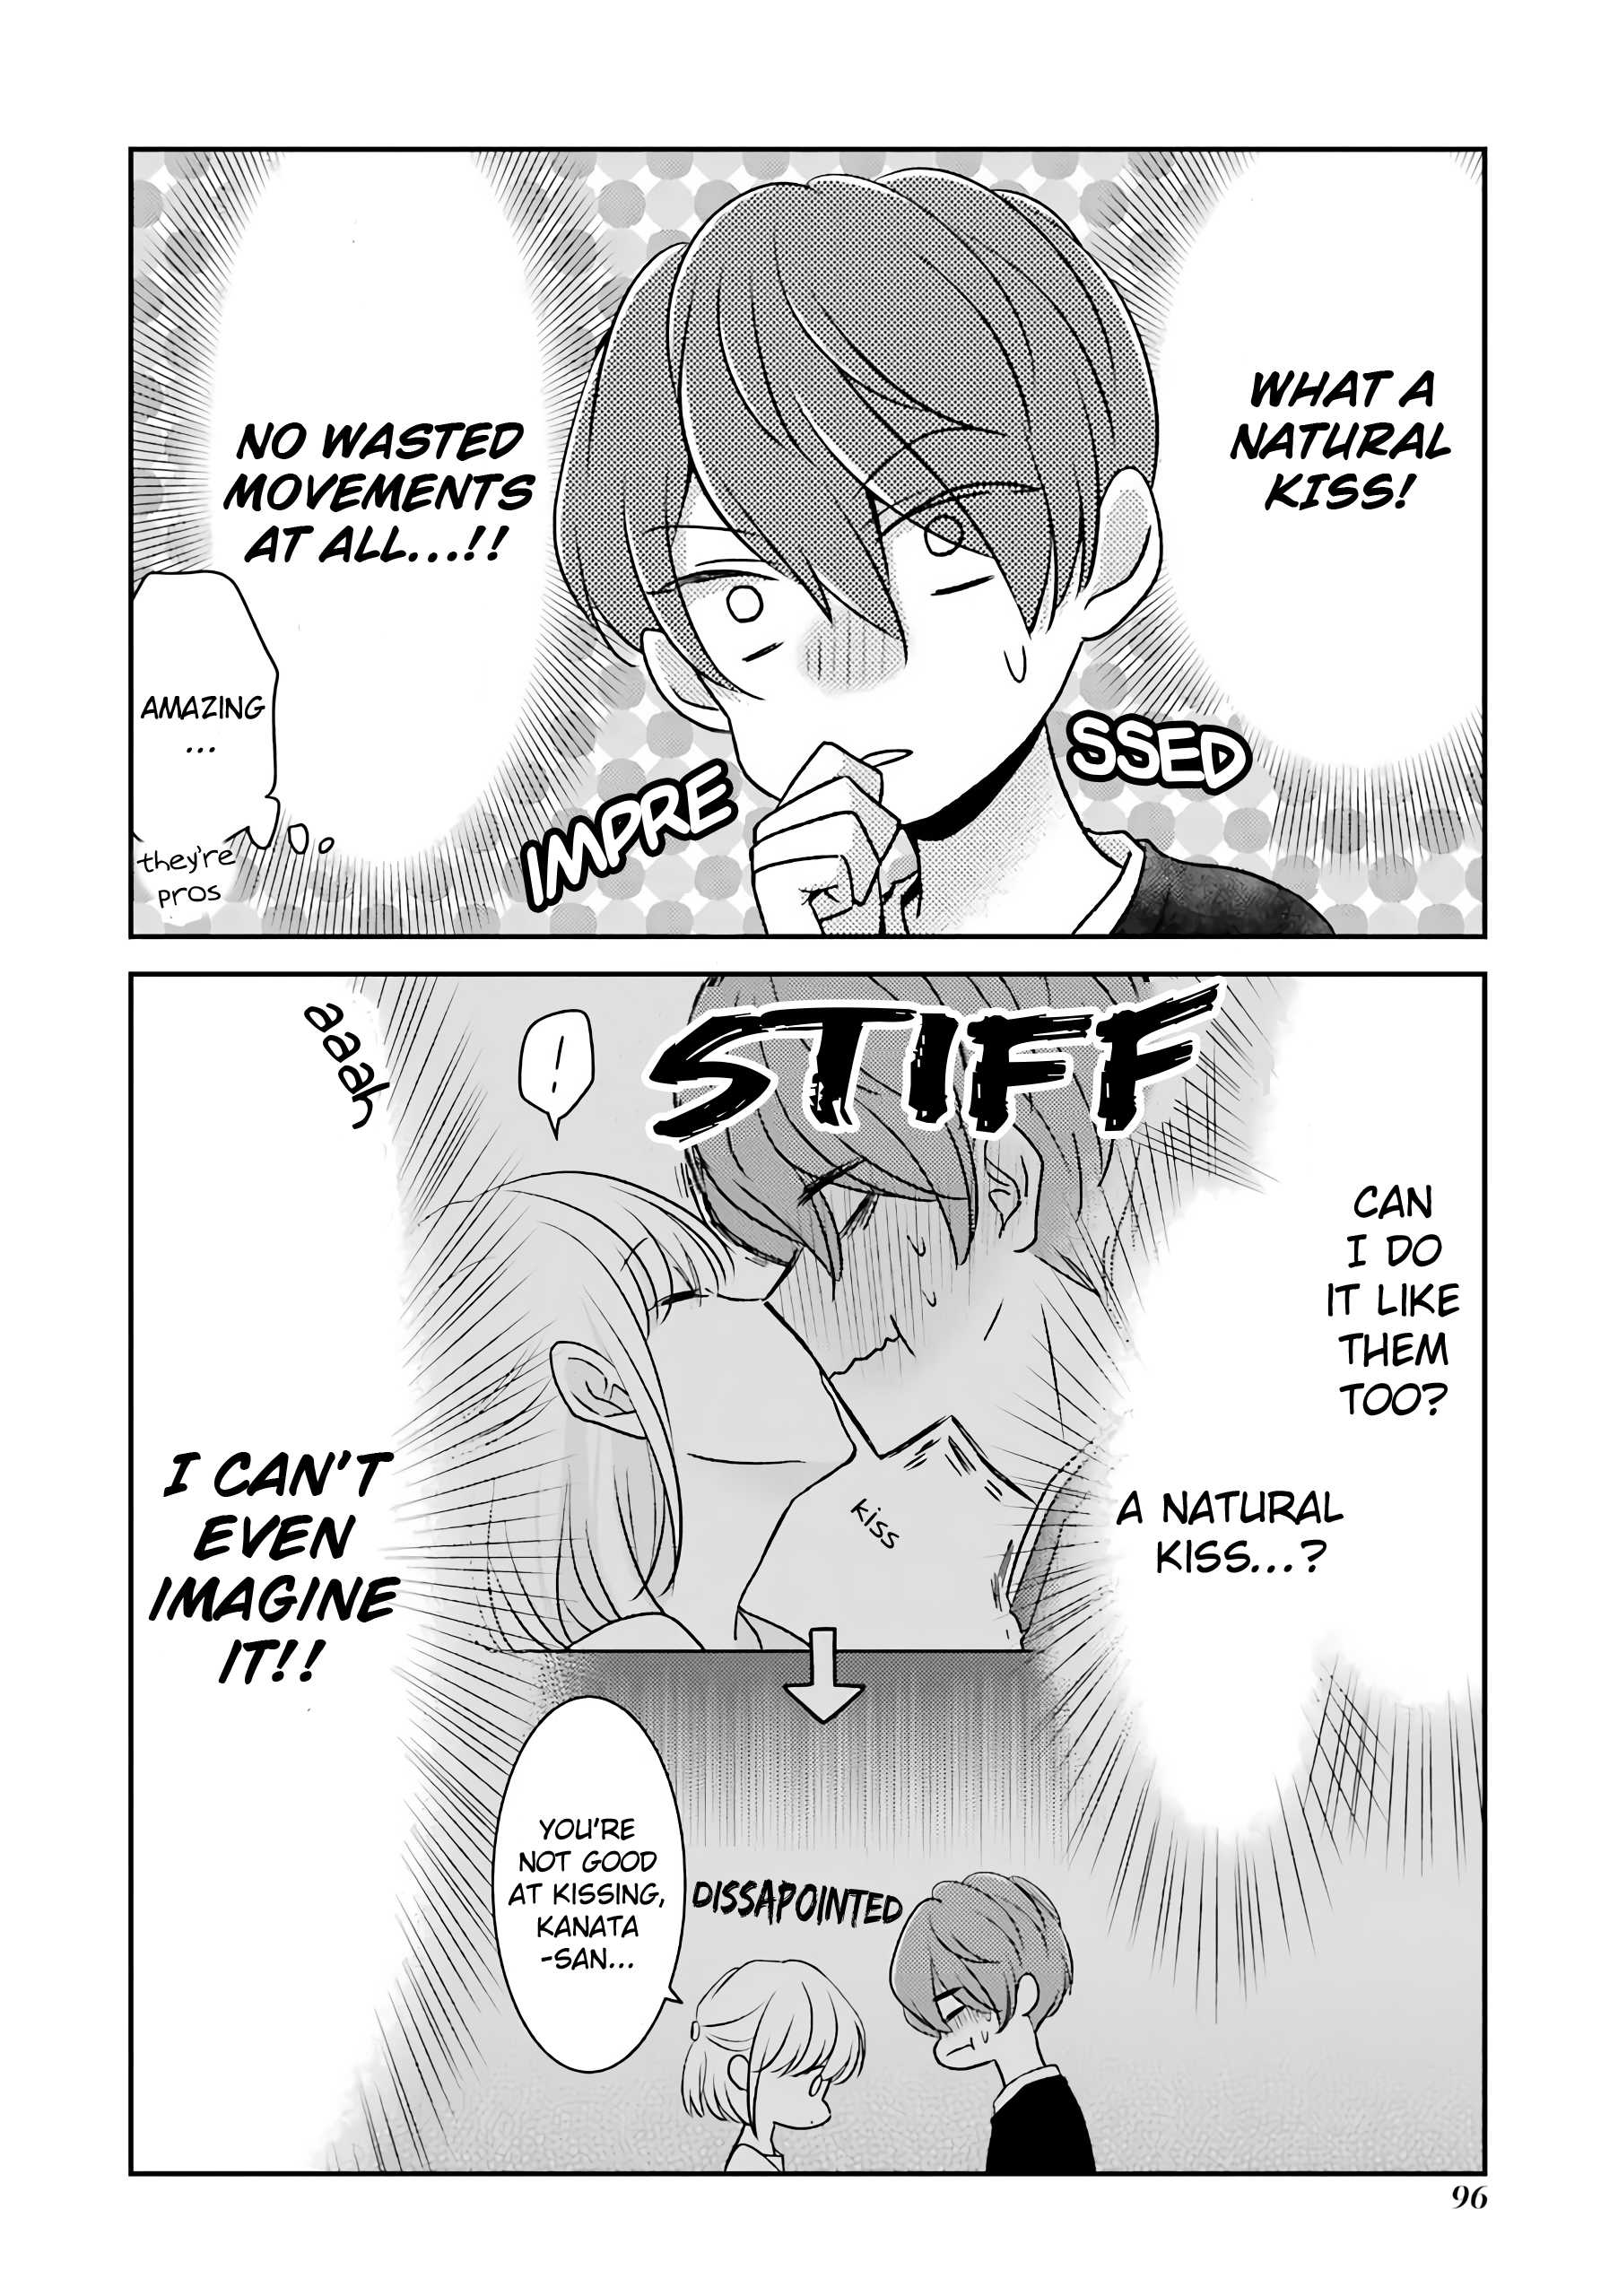 WHAT A
NATURAL
KISS!
NO WASTED
MOVEMENTS
AT ALL...!!
IMPRE
SSED
AMAZING
...
they're
pros
CAN
I DO
IT LIKE
THEM
TOO?
A NATURAL
KISS...?
STIFF
!
kiss
aaah
I CAN'T
EVEN
IMAGINE
IT!!
YOU'RE
NOT GOOD
AT KISSING,
KANATA
-SAN...
DISSAPOINTED
96